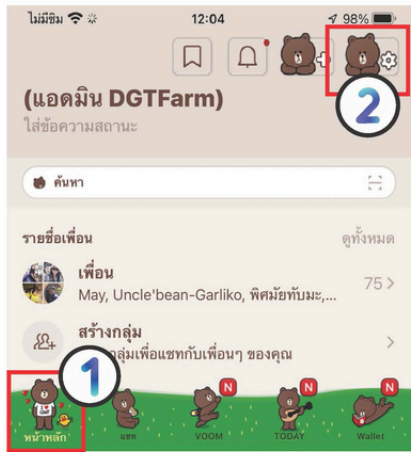 ไม่มีซิม 12:04 98%
2
(แอดมิน DGTFarm)
ใส่ข้อความสถานะ
ค้นหา
รายชื่อเพื่อน ดูทั้งหมด
เพื่อน
May, Uncle'bean-Garliko, พิศมัยทับมะ,... 75 >
สร้างกลุ่ม
กลุ่มเพื่อแชทกับเพื่อนๆ ของคุณ >
1
N N N
หน้าหลัก แชท VOOM TODAY Wallet